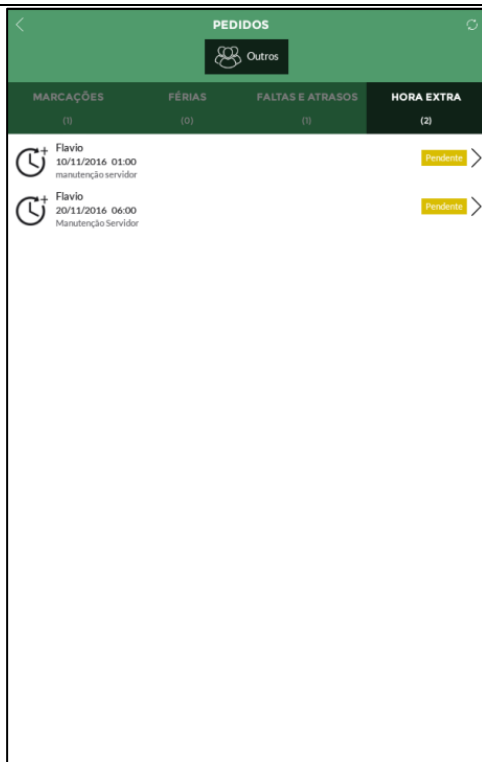 PEDIDOS
Outros
MARCAÇÕES FÉRIAS FALTAS E ATRASOS HORA EXTRA
(1) (0) (1) (2)
Flavio
10/11/2016 01:00 Pendente
manutenção servidor
Flavio
20/11/2016 06:00 Pendente
Manutenção Servidor